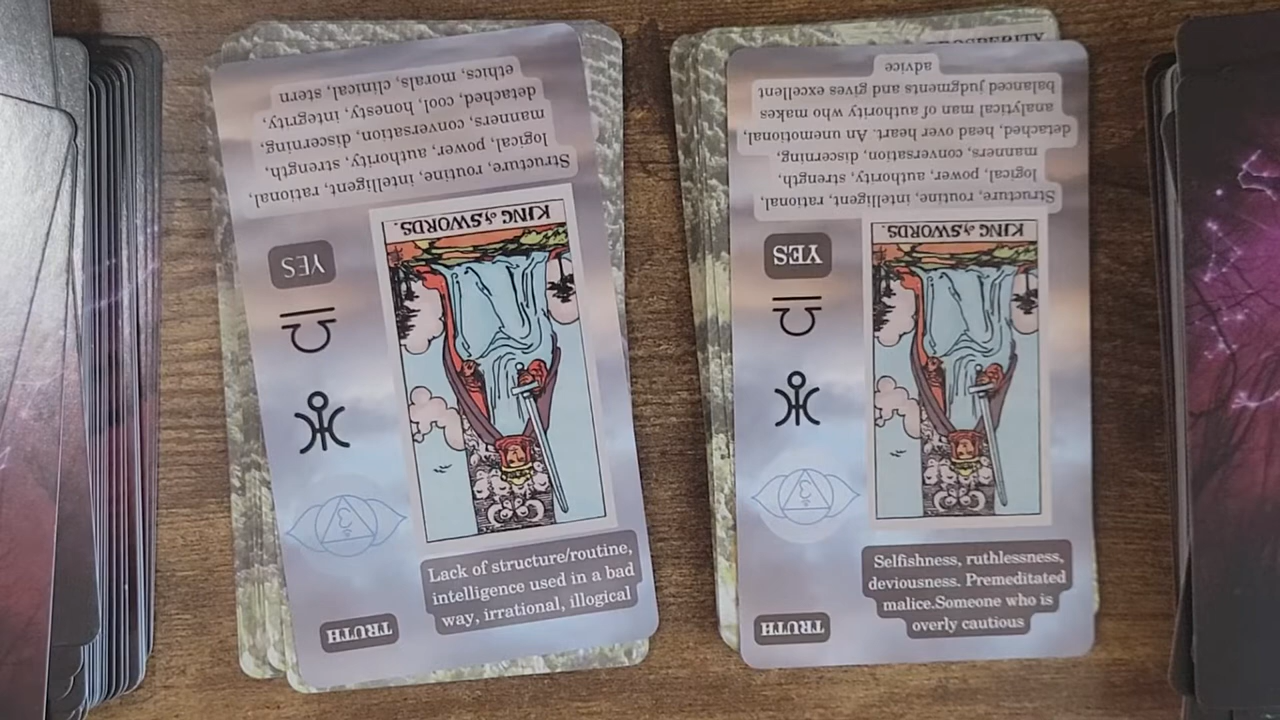 Structure, routine, intelligent, rational,
logical, power, authority, strength,
manners, conversation, discerning,
detached, cool, honesty, integrity,
ethics, morals, clinical, stern
YES
KING of SWORDS.
TRUTH
Lack of structure/routine,
intelligence used in a bad
way, irrational, illogical
PROSPERITY
Structure, routine, intelligent, rational,
logical, power, authority, strength,
manners, conversation, discerning,
detached, head over heart. An unemotional,
analytical man of authority who makes
balanced judgments and gives excellent
advice
YES
KING of SWORDS.
TRUTH
Selfishness, ruthlessness,
deviousness. Premeditated
malice.Someone who is
overly cautious